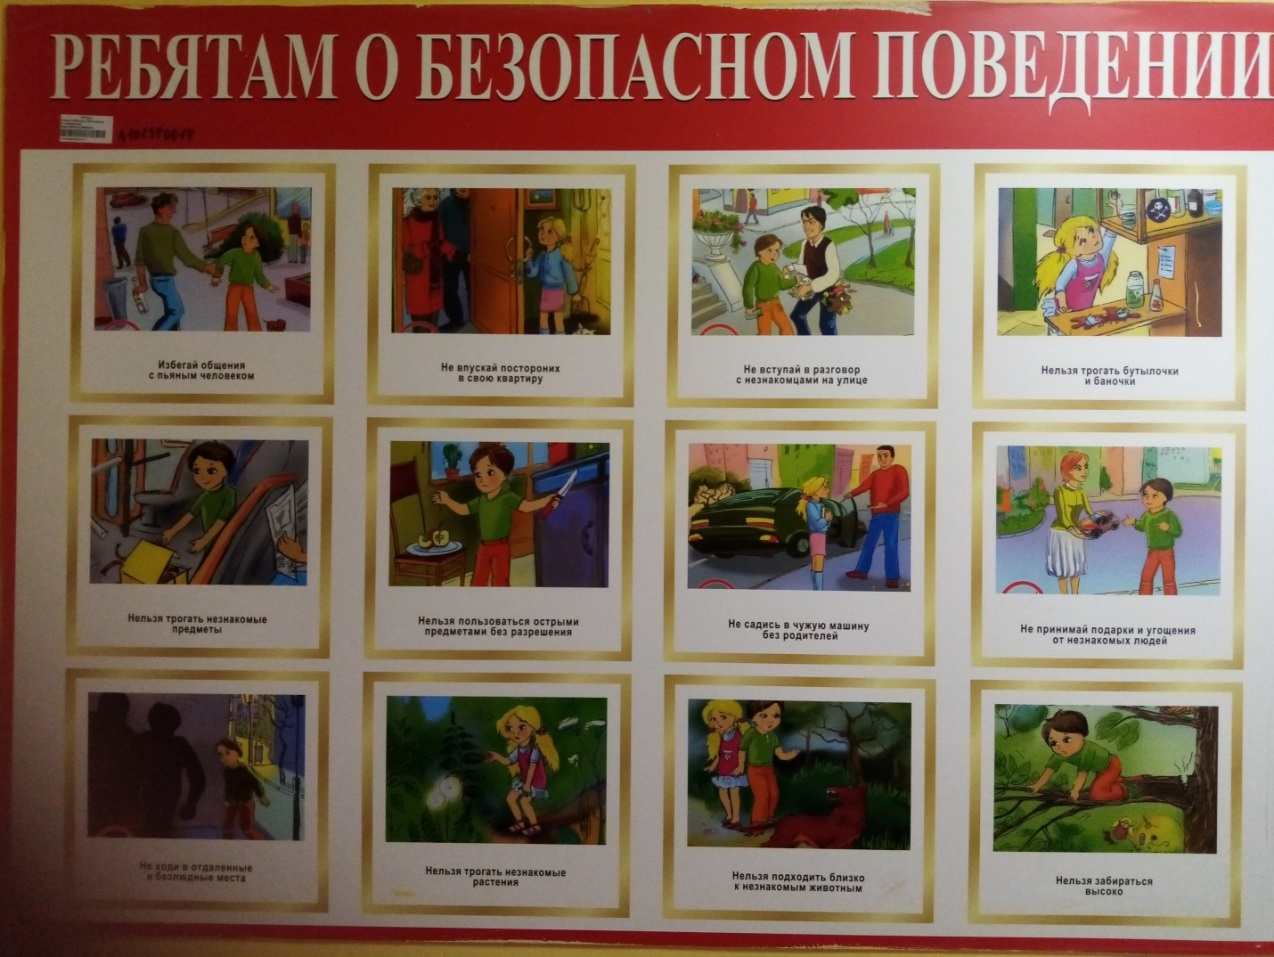 РЕБЯТАМ О БЕЗОПАСНОМ ПОВЕДЕНИИ
Избегай общения
с пьяным человеком
Не впускай постороних
в свою квартиру
Не вступай в разговор
с незнакомцами на улице
Нельзя трогать бутылочки
и баночки
Нельзя трогать незнакомые
предметы
Нельзя пользоваться острыми
предметами без разрешения
Не садись в чужую машину
без родителей
Не принимай подарки и угощения
от незнакомых людей
Не ходи в отдаленные
и безлюдные места
Нельзя трогать незнакомые
растения
Нельзя подходить близко
к незнакомым животным
Нельзя забираться
высоко